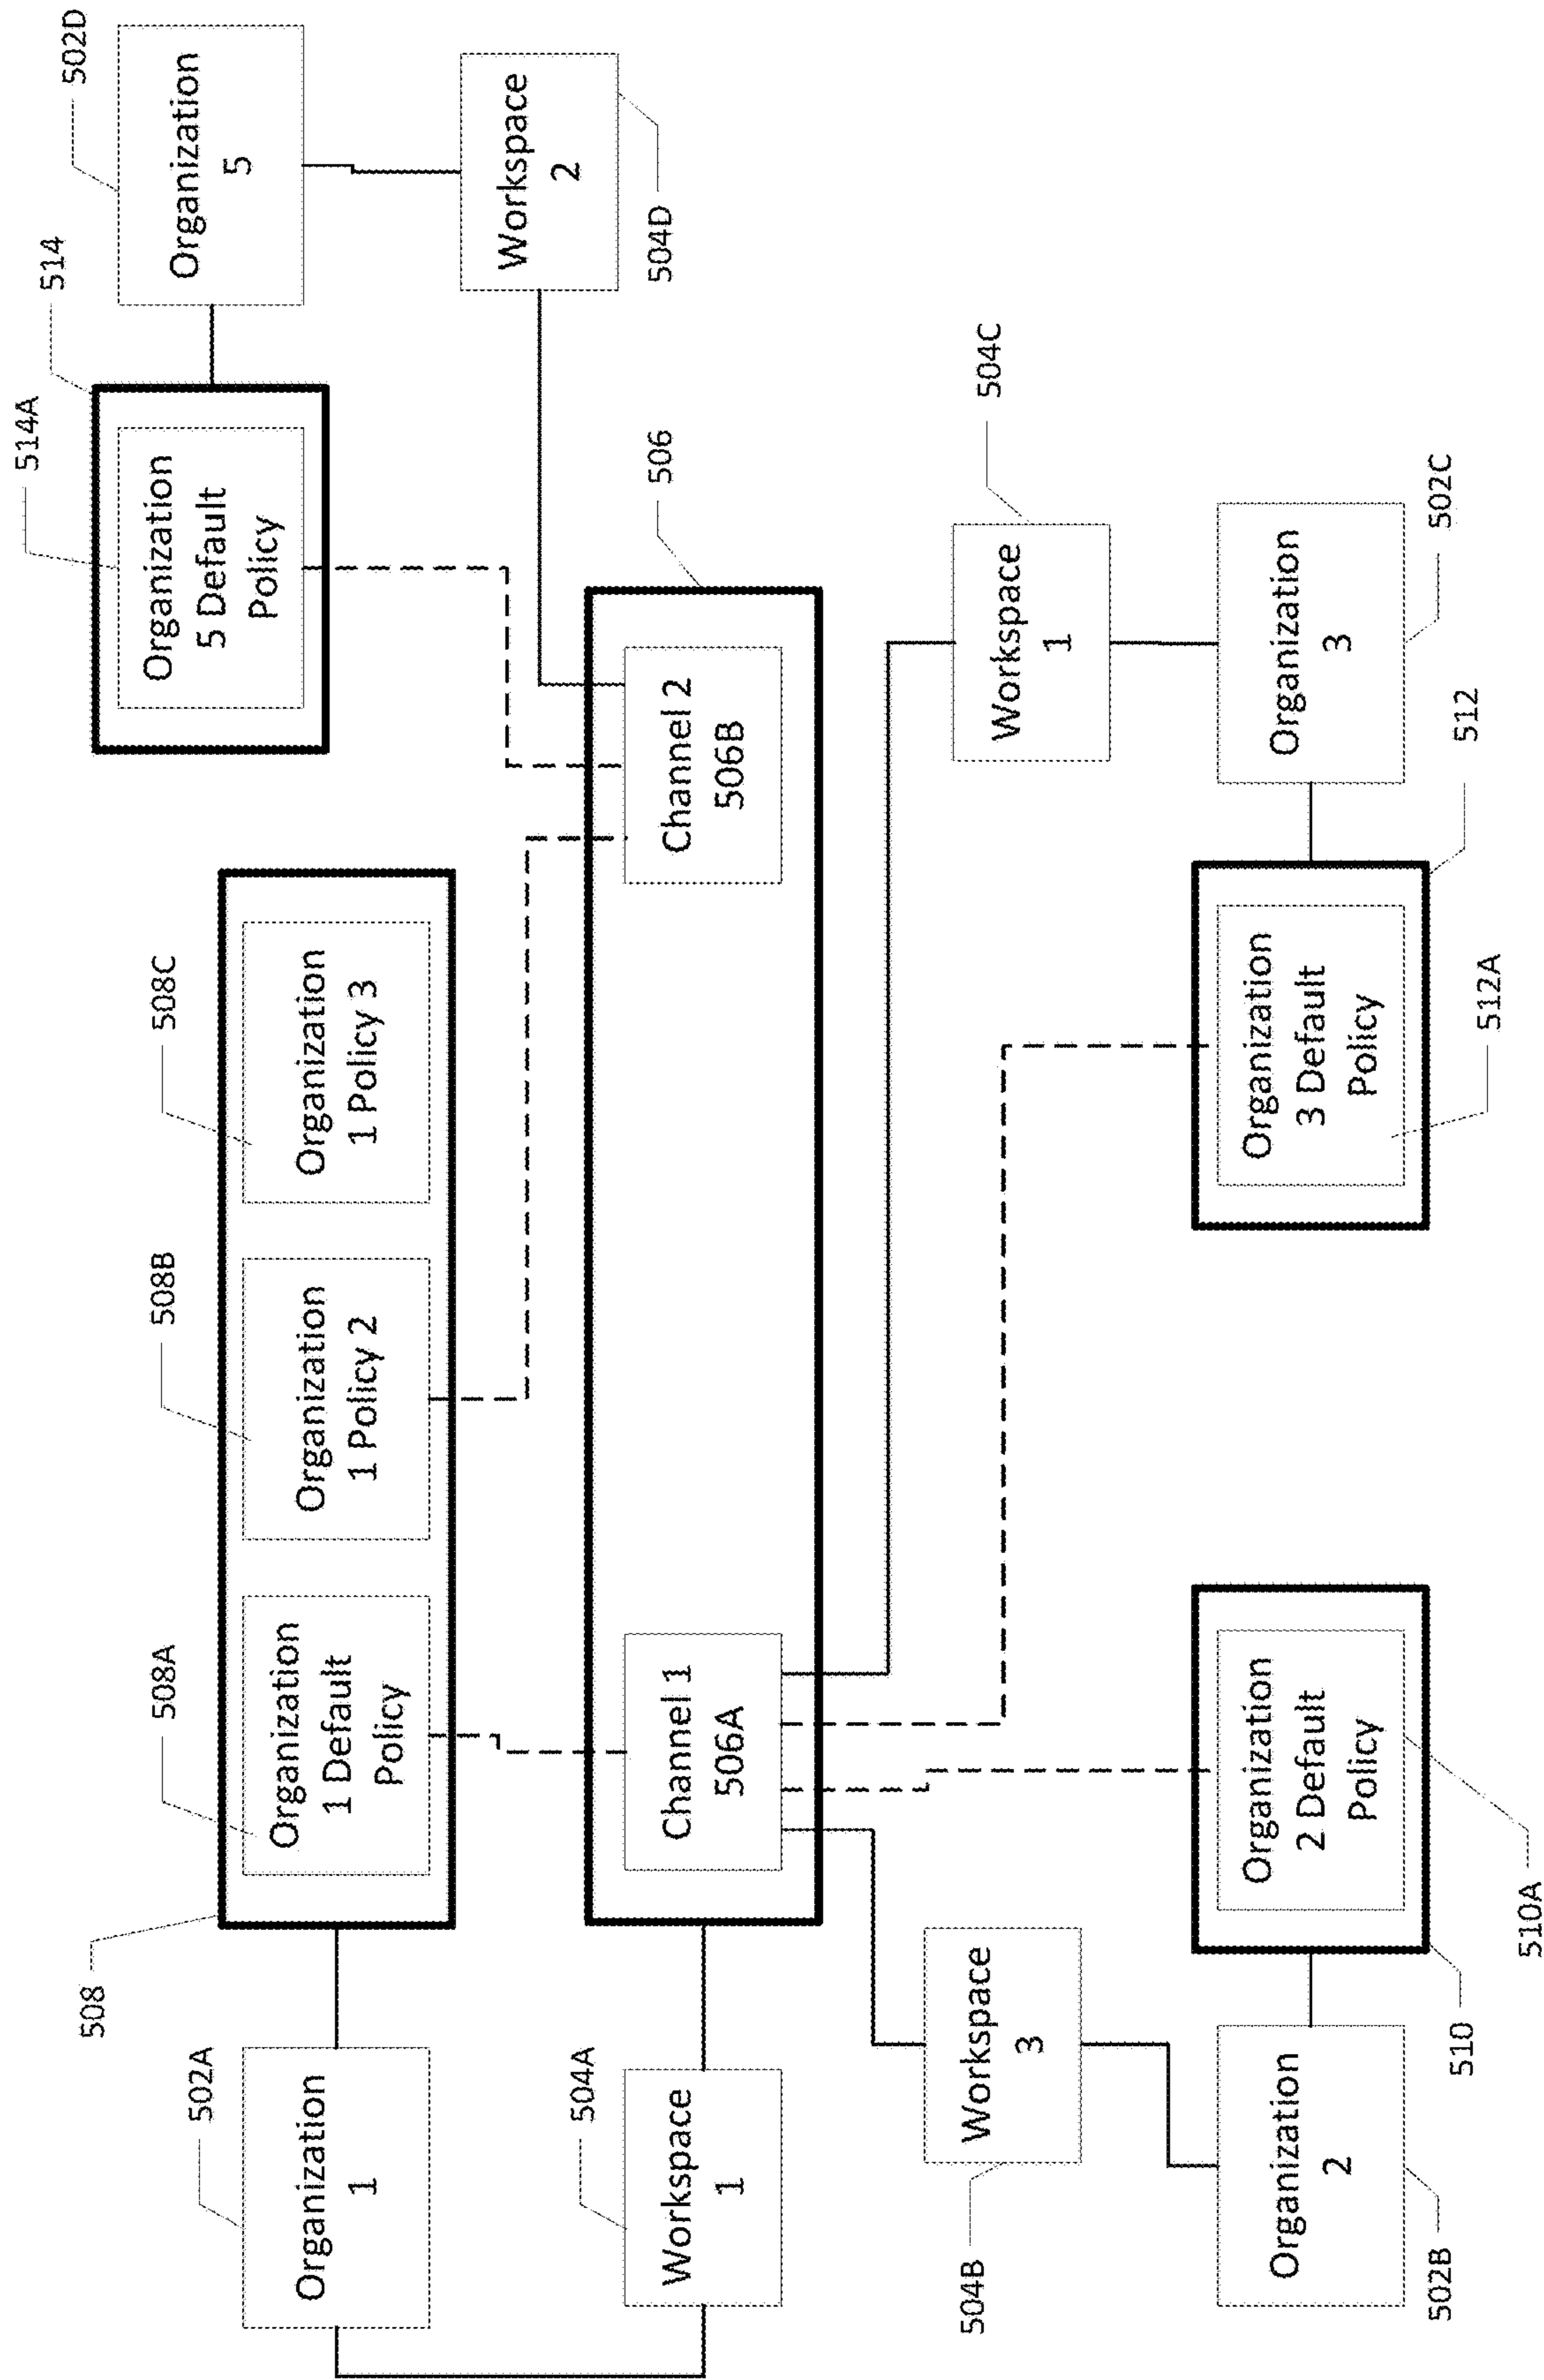 508
502A
Organization
1
508A
Organization
1 Default
Policy
508B
Organization
1 Policy 2
508C
Organization
1 Policy 3
514A
514
Organization
5 Default
Policy
502D
Organization
5
504A
Workspace
1
Channel 1
506A
Channel 2
506B
506
Workspace
2
504D
504B
Workspace
3
Workspace
1
504C
502B
Organization
2
510
Organization
2 Default
Policy
510A
Organization
3 Default
Policy
512A
512
Organization
3
502C